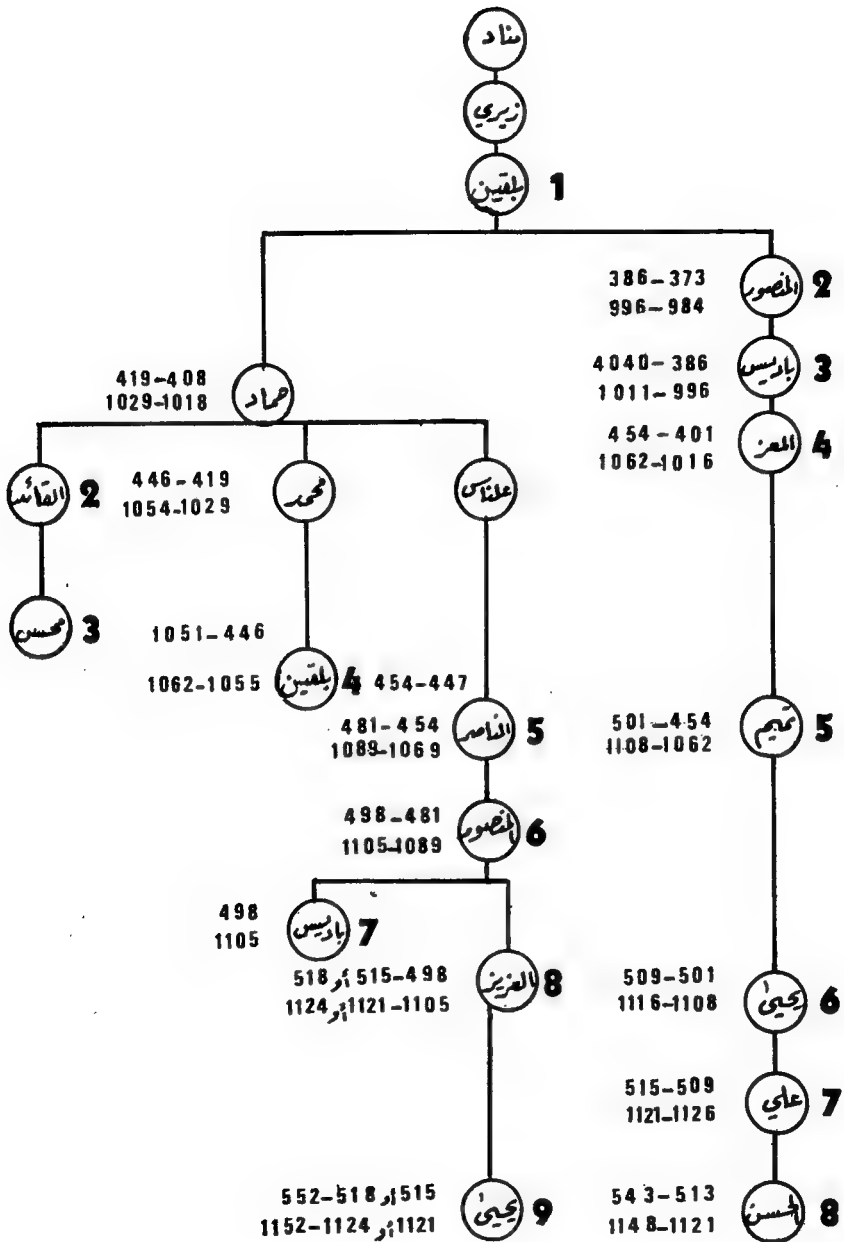 مناد
زيري
بلقين 1
386-373 المنصور 2
996-984
4040-386 باديس 3
1011-996
419-408 حماد
1029-1018
454-401 المعز 4
1062-1016
القائد 2
446-419 محمد
1054-1029
علناس
محسن 3
1051-446
1062-1055 بلقين 4 454-447
481-454 الناصر 5
1089-1069
501-454 تميم 5
1108-1062
498-481 المنصور 6
1105-1089
498 باديس 7
1105
518 أو 515-498 العزيز 8
1124 أو 1121-1105
509-501 يحيىٰ 6
1116-1108
515-509 علي 7
1121-1126
552-518 أو 515 يحيىٰ 9
1152-1124 أو 1121
543-513 الحسن 8
1148-1121